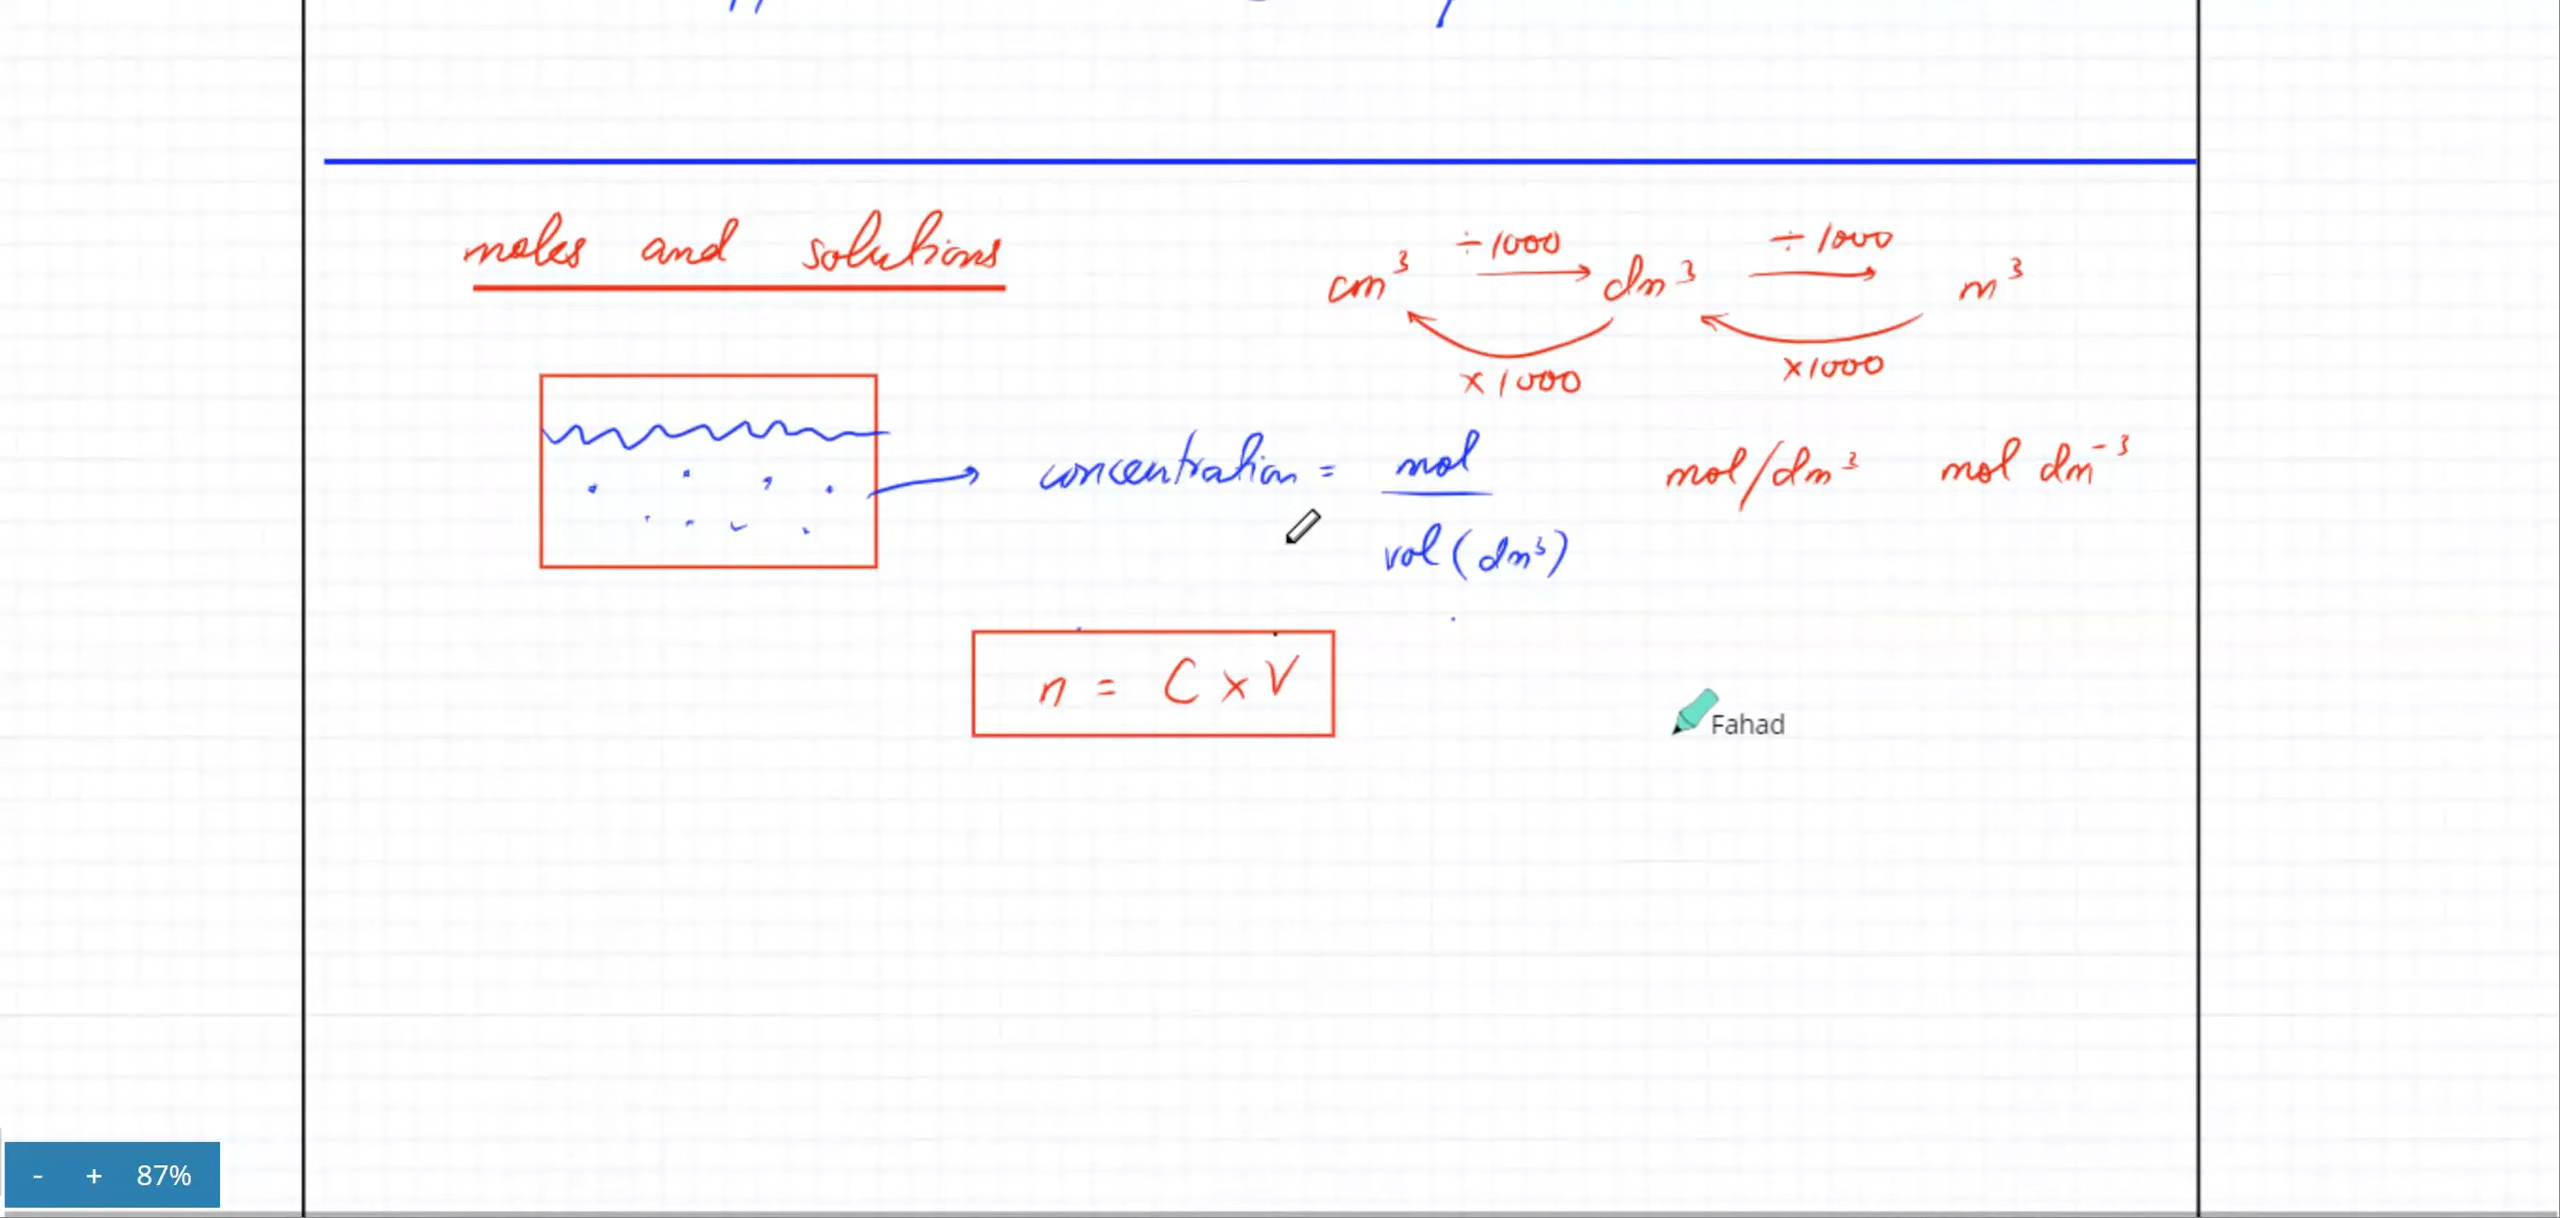 moles and solutions
÷1000 ÷1000
cm³ dm³ m³
×1000 ×1000
concentration = mol mol/dm³ mol dm⁻³
vol (dm³)
n = C × V
Fahad
- + 87%